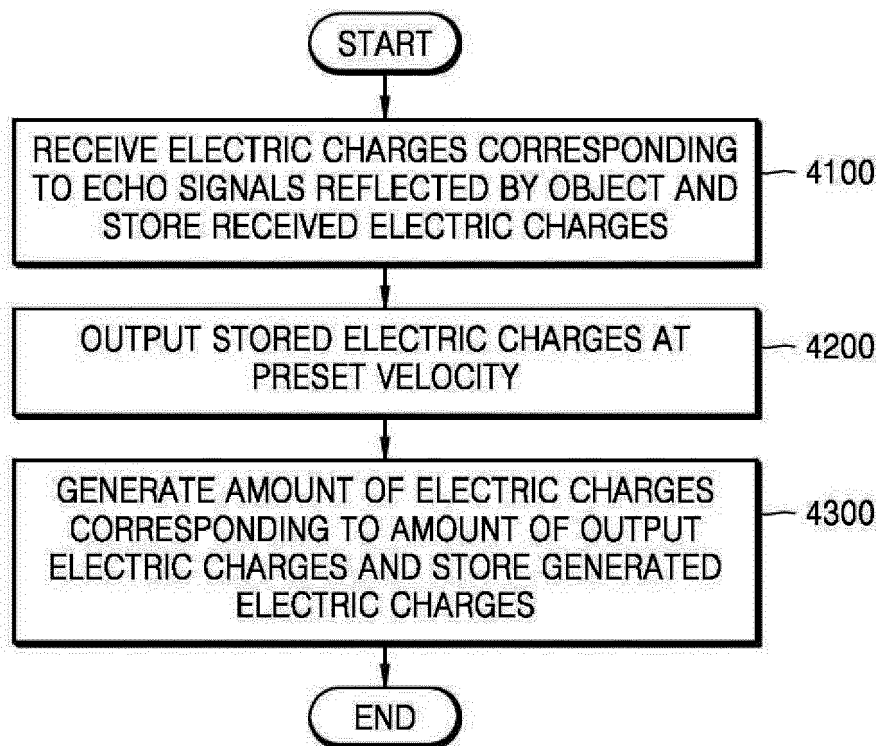 START
RECEIVE ELECTRIC CHARGES CORRESPONDING
TO ECHO SIGNALS REFLECTED BY OBJECT AND
STORE RECEIVED ELECTRIC CHARGES
4100
OUTPUT STORED ELECTRIC CHARGES AT
PRESET VELOCITY
4200
GENERATE AMOUNT OF ELECTRIC CHARGES
CORRESPONDING TO AMOUNT OF OUTPUT
ELECTRIC CHARGES AND STORE GENERATED
ELECTRIC CHARGES
4300
END